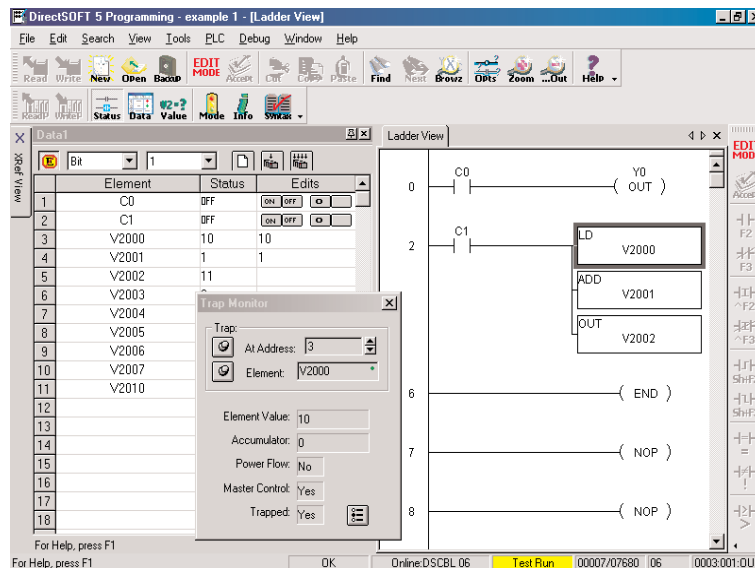 DirectSOFT 5 Programming - example 1 - [Ladder View]
File Edit Search View Tools PLC Debug Window Help
Read Write New Open Backup EDIT MODE Accept Cut Copy Paste Find Next Browz Opts Zoom ...Out Help
ReadP WriteP Status Data Value Mode Info Syntax
Data1
XRef View
Bit 1
Element Status Edits
1 C0 OFF ON OFF
2 C1 OFF ON OFF
3 V2000 10 10
4 V2001 1 1
5 V2002 11
6 V2003
7 V2004
8 V2005
9 V2006
10 V2007
11 V2010
12
13
14
15
16
17
18
For Help, press F1
Trap Monitor
Trap:
At Address: 3
Element: V2000 *
Element Value: 10
Accumulator: 0
Power Flow: No
Master Control: Yes
Trapped: Yes
Ladder View
0 C0 Y0
( OUT )
2 C1
LD
V2000
ADD
V2001
OUT
V2002
6 ( END )
7 ( NOP )
8 ( NOP )
EDIT
MODE
Accept
F2
F3
^F2
^F3
=
!
>
For Help, press F1 OK Online:DSCBL 06 Test Run 00007/07680 06 0003:001:OU